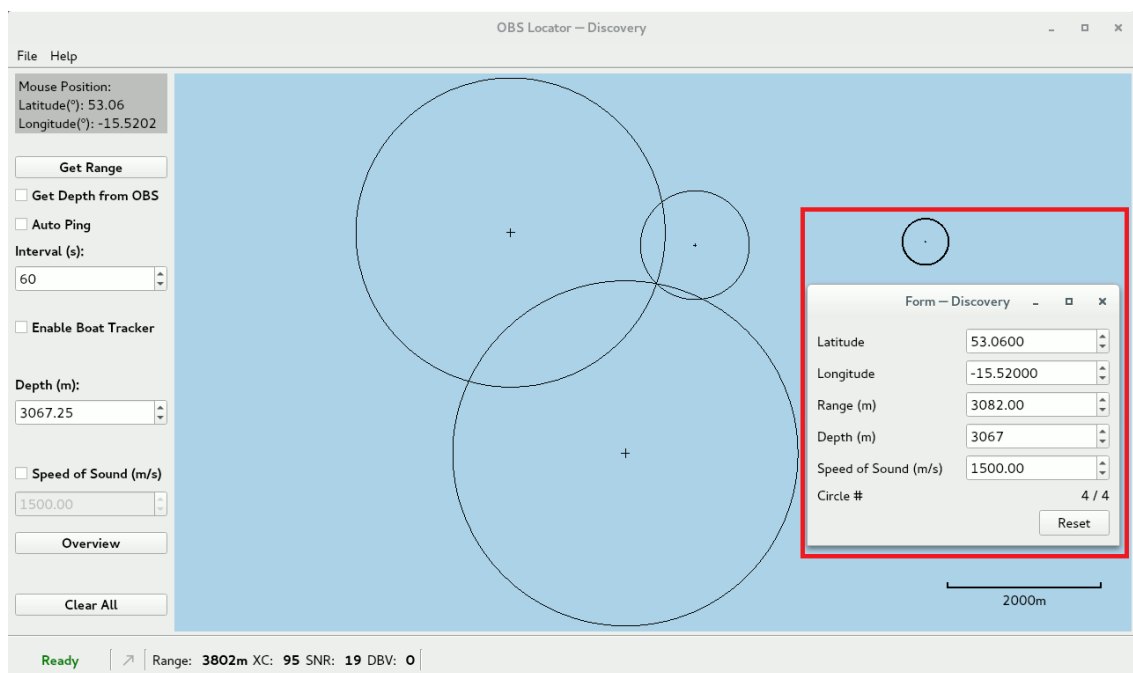 OBS Locator — Discovery
File Help
Mouse Position:
Latitude(º): 53.06
Longitude(º): -15.5202
Get Range
Get Depth from OBS
Auto Ping
Interval (s):
60
Enable Boat Tracker
Depth (m):
3067.25
Speed of Sound (m/s)
1500.00
Overview
Clear All
Form — Discovery
Latitude 53.0600
Longitude -15.52000
Range (m) 3082.00
Depth (m) 3067
Speed of Sound (m/s) 1500.00
Circle # 4 / 4
Reset
2000m
Ready Range: 3802m XC: 95 SNR: 19 DBV: 0